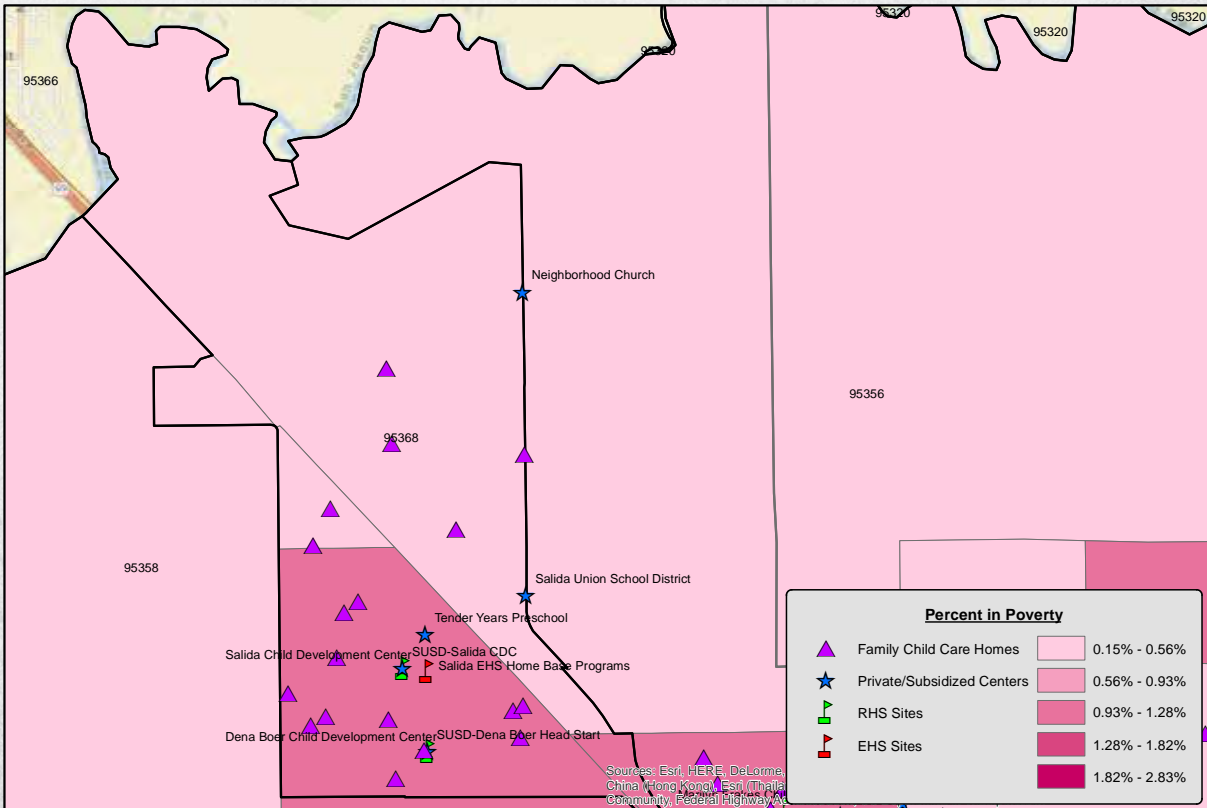 95320
95320
95320
95320
95366
San Joaquin
99
Neighborhood Church
95356
95368
95358
Salida Union School District
Tender Years Preschool
Salida Child Development Center
SUSD-Salida CDC
Salida EHS Home Base Programs
Dena Boer Child Development Center
SUSD-Dena Boer Head Start
Percent in Poverty
Family Child Care Homes
0.15% - 0.56%
Private/Subsidized Centers
0.56% - 0.93%
RHS Sites
0.93% - 1.28%
EHS Sites
1.28% - 1.82%
1.82% - 2.83%
Sources: Esri, HERE, DeLorme,
China (Hong Kong), Esri (Thaila
Community, Federal Highway Ad